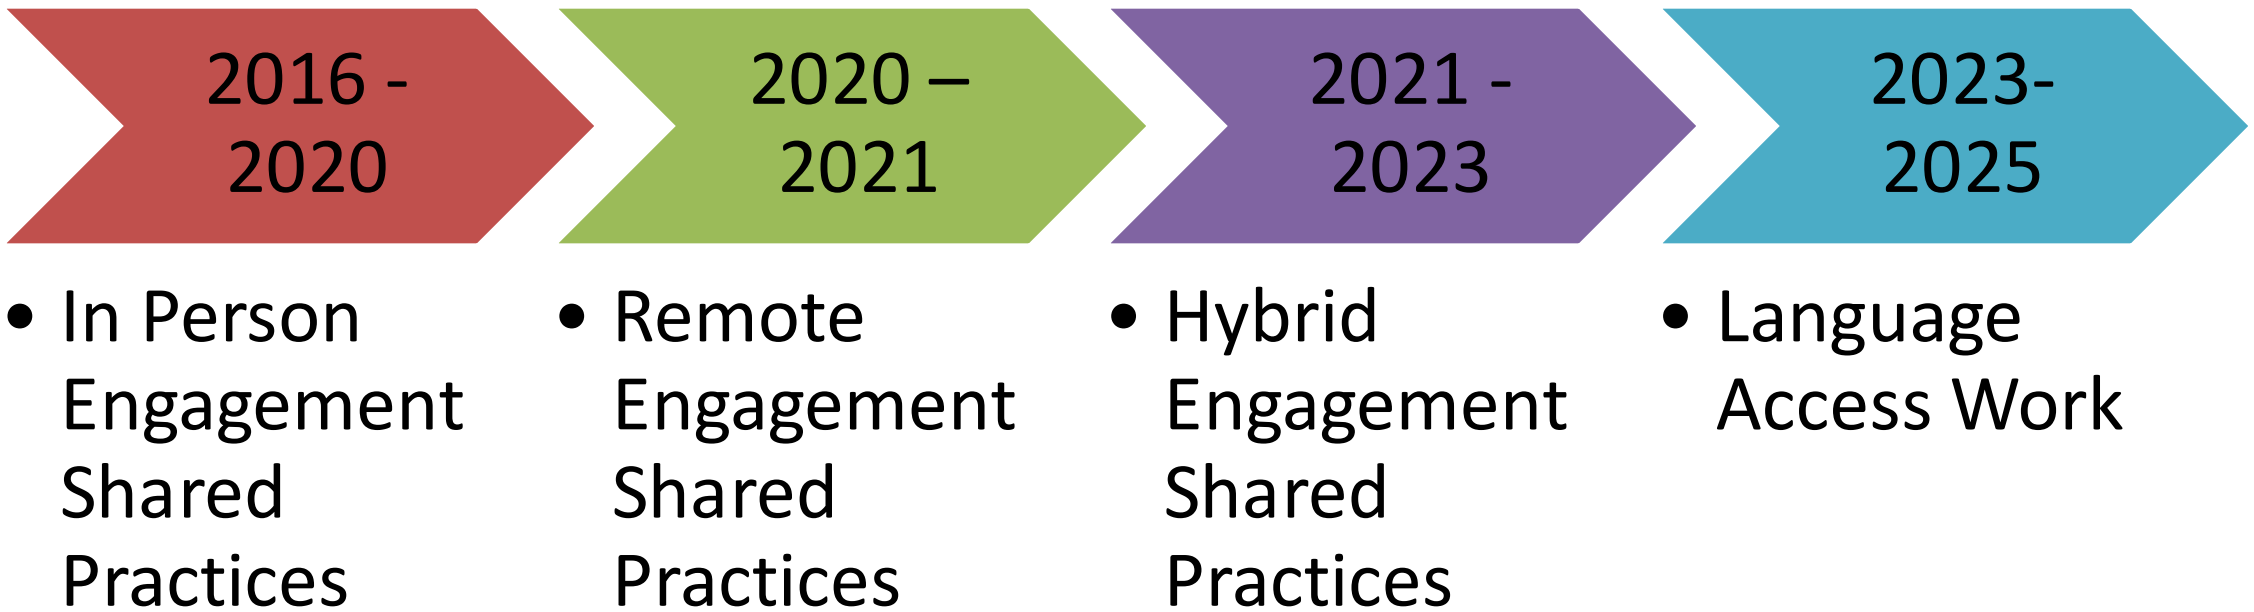 2016 -
2020
2020 –
2021
2021 -
2023
2023-
2025
• In Person
Engagement
Shared
Practices
• Remote
Engagement
Shared
Practices
• Hybrid
Engagement
Shared
Practices
• Language
Access Work